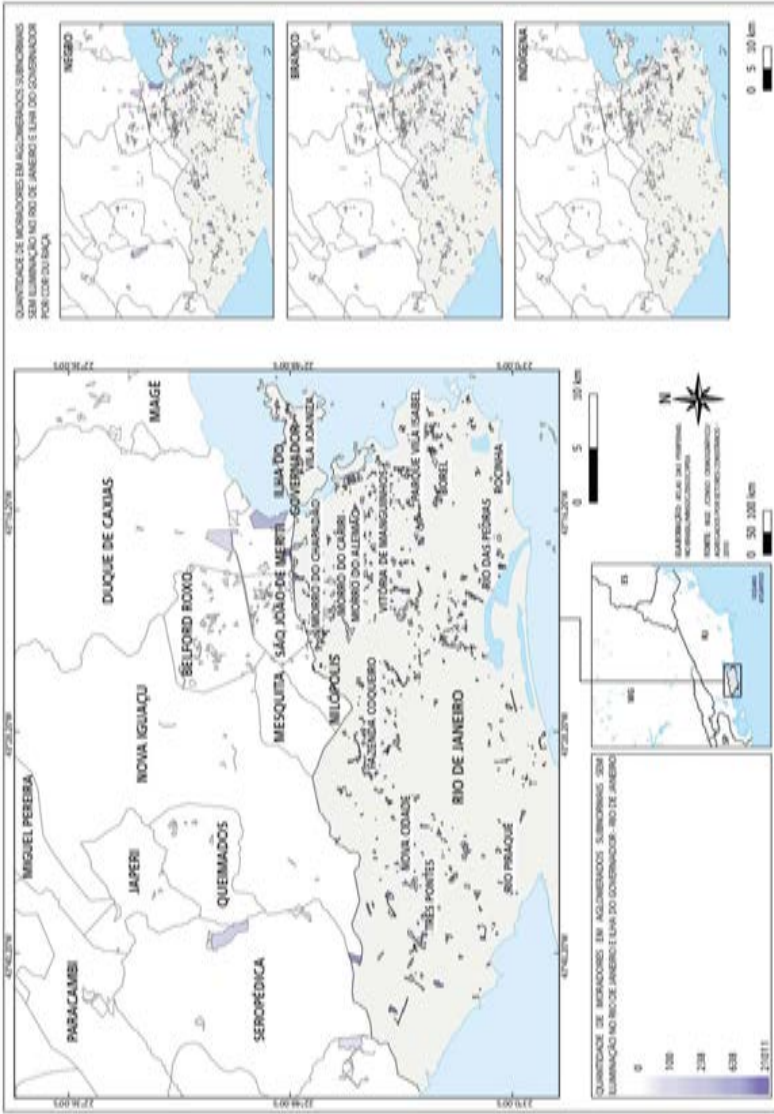 QUANTIDADE DE MORADORES EM AGLOMERADOS SUBNORMAIS
SEM ILUMINAÇÃO NO RIO DE JANEIRO E ILHA DO GOVERNADOR
POR COR OU RAÇA
NEGRO
BRANCO
INDÍGENA
0 5 10 km
MIGUEL PEREIRA
PARACAMBI
JAPERI
NOVA IGUAÇU
DUQUE DE CAXIAS
MAGÉ
QUEIMADOS
BELFORD ROXO
SEROPÉDICA
MESQUITA
SÃO JOÃO DE MERITI
ILHA DO
GOVERNADOR
VILA JOANIZA
NILÓPOLIS
MORRO DO CHAPADÃO
MORRO DO CARIRI
MORRO DO ALEMÃO
FAZENDA COQUEIRO
VITÓRIA DE MANGUINHOS
NOVA CIDADE
TRÊS PONTES
PARQUE VILA ISABEL
BOREL
RIO DE JANEIRO
RIO PIRAQUÊ
RIO DAS PEDRAS
ROCINHA
0 5 10 km
QUANTIDADE DE MORADORES EM AGLOMERADOS SUBNORMAIS SEM
ILUMINAÇÃO NO RIO DE JANEIRO E ILHA DO GOVERNADOR - RIO DE JANEIRO
0
100
238
638
21011
MG
ES
RJ
SP
0 50 100 km
N